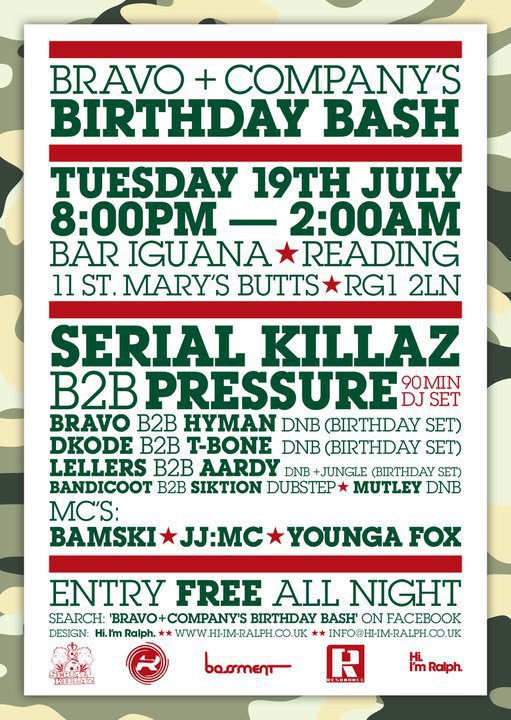 BRAVO + COMPANY'S
BIRTHDAY BASH
TUESDAY 19TH JULY
8:00PM — 2:00AM
BAR IGUANA ★ READING
11 ST. MARY'S BUTTS ★ RG1 2LN
SERIAL KILLAZ
B2B PRESSURE 90 MIN DJ SET
BRAVO B2B HYMAN DNB (BIRTHDAY SET)
DKODE B2B T-BONE DNB (BIRTHDAY SET)
LELLERS B2B AARDY DNB + JUNGLE (BIRTHDAY SET)
BANDICOOT B2B SIKTION DUBSTEP ★ MUTLEY DNB
MC'S:
BAMSKI ★ JJ:MC ★ YOUNGA FOX
ENTRY FREE ALL NIGHT
SEARCH: 'BRAVO+COMPANY'S BIRTHDAY BASH' ON FACEBOOK
DESIGN: Hi. I'm Ralph. ★★ WWW.HI-IM-RALPH.CO.UK ★★ INFO@HI-IM-RALPH.CO.UK
SERIAL KILLAZ
bassment
RESONANCE
Hi. I'm Ralph.